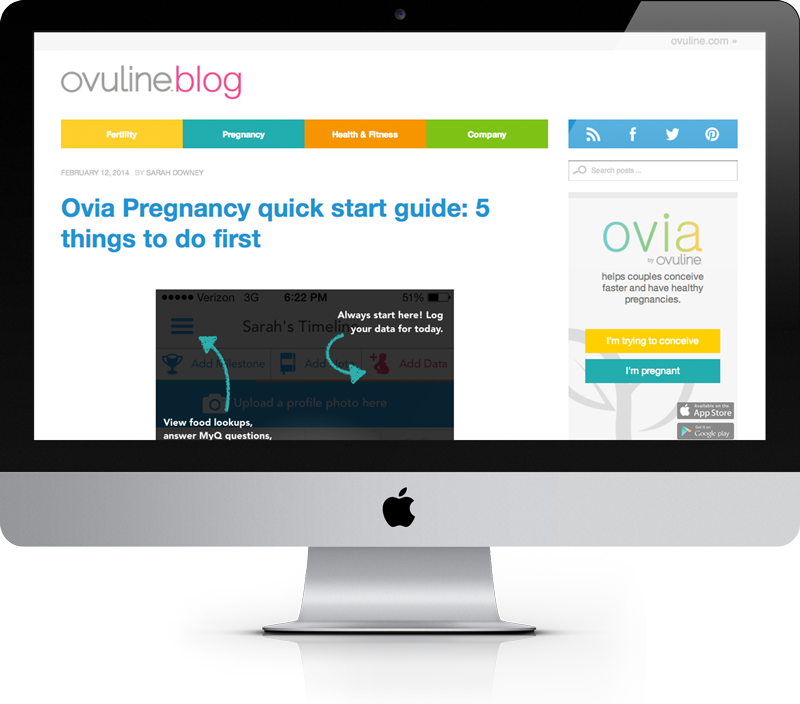 ovuline.com »
ovuline blog
Fertility
Pregnancy
Health & Fitness
Company
FEBRUARY 12, 2014 BY SARAH DOWNEY
Search posts ...
Ovia Pregnancy quick start guide: 5
things to do first
Verizon 3G 6:22 PM 51%
Always start here! Log
your data for today.
Sarah's Timeline
Add Milestone
Add Data
Upload a profile photo here
View food lookups,
answer MyQ questions,
ovia
by ovuline
helps couples conceive
faster and have healthy
pregnancies.
I'm trying to conceive
I'm pregnant
Available on the
App Store
Get it on
Google play